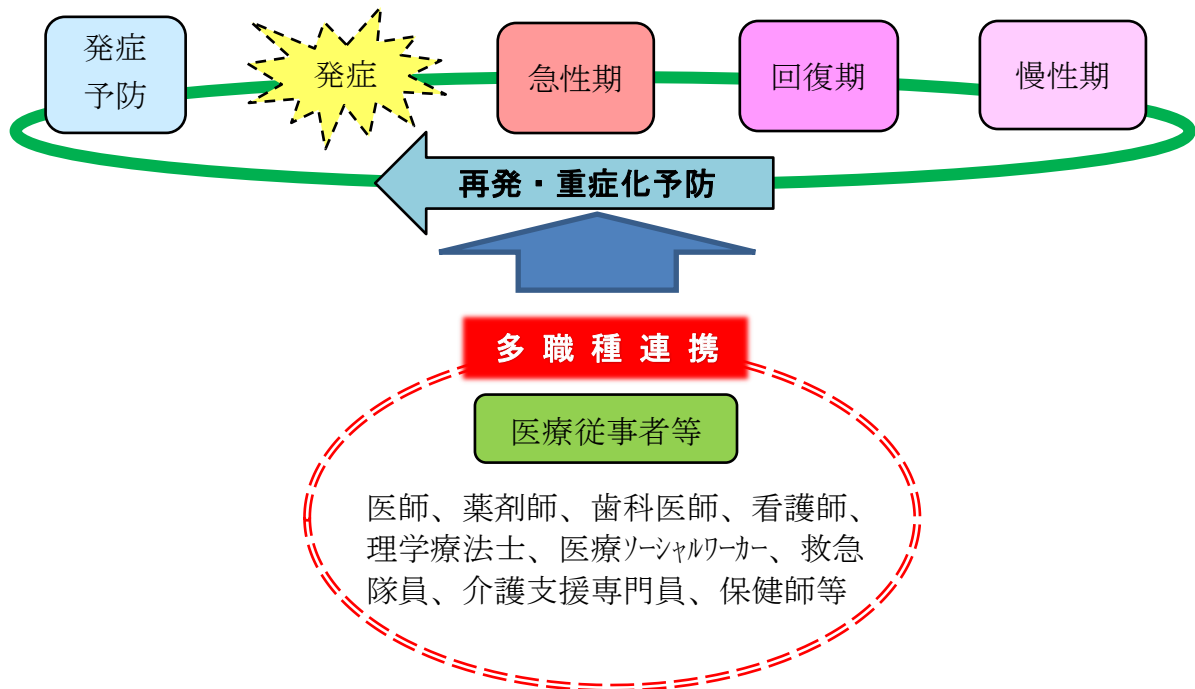 発症
予防
発症
急性期
回復期
慢性期
再発・重症化予防
多職種連携
医療従事者等
医師、薬剤師、歯科医師、看護師、
理学療法士、医療ｿｰｼｬﾙﾜｰｶｰ、救急
隊員、介護支援専門員、保健師等